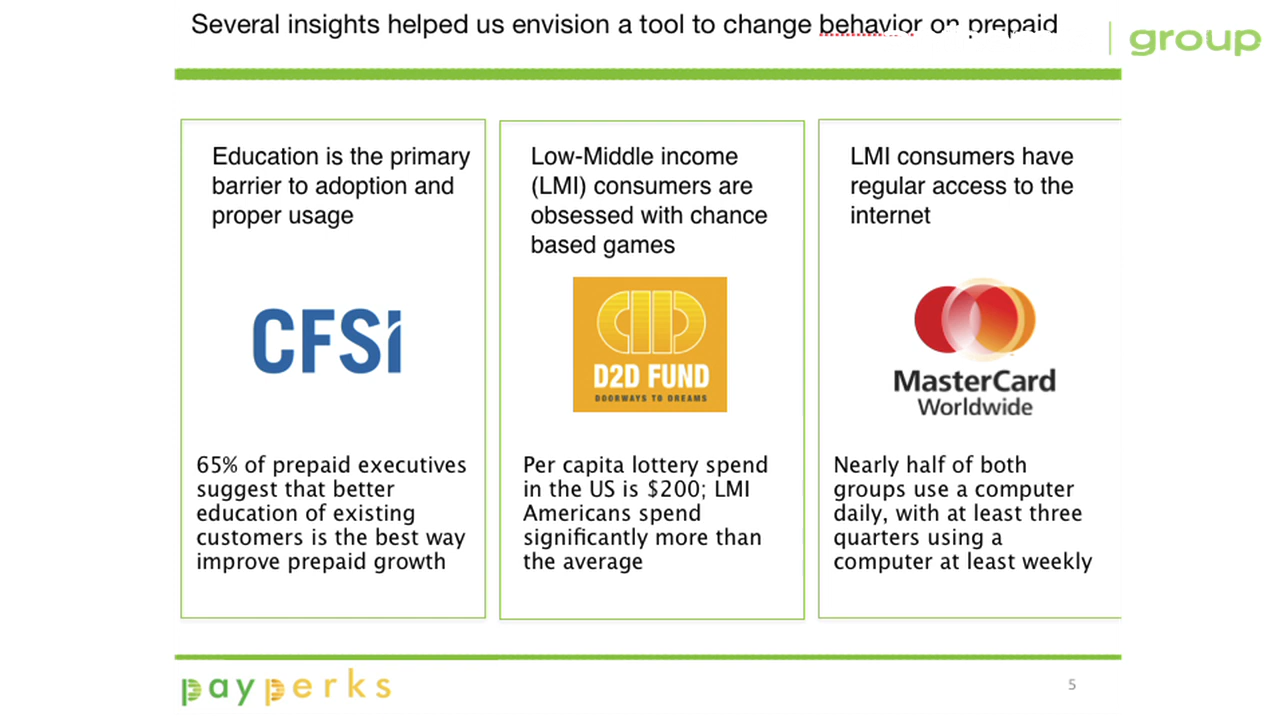 Several insights helped us envision a tool to change behavior on prepaid
group
Education is the primary
barrier to adoption and
proper usage
CFSi
65% of prepaid executives
suggest that better
education of existing
customers is the best way
improve prepaid growth
Low-Middle income
(LMI) consumers are
obsessed with chance
based games
D2D FUND
DOORWAYS TO DREAMS
Per capita lottery spend
in the US is $200; LMI
Americans spend
significantly more than
the average
LMI consumers have
regular access to the
internet
MasterCard
Worldwide
Nearly half of both
groups use a computer
daily, with at least three
quarters using a
computer at least weekly
payperks
5